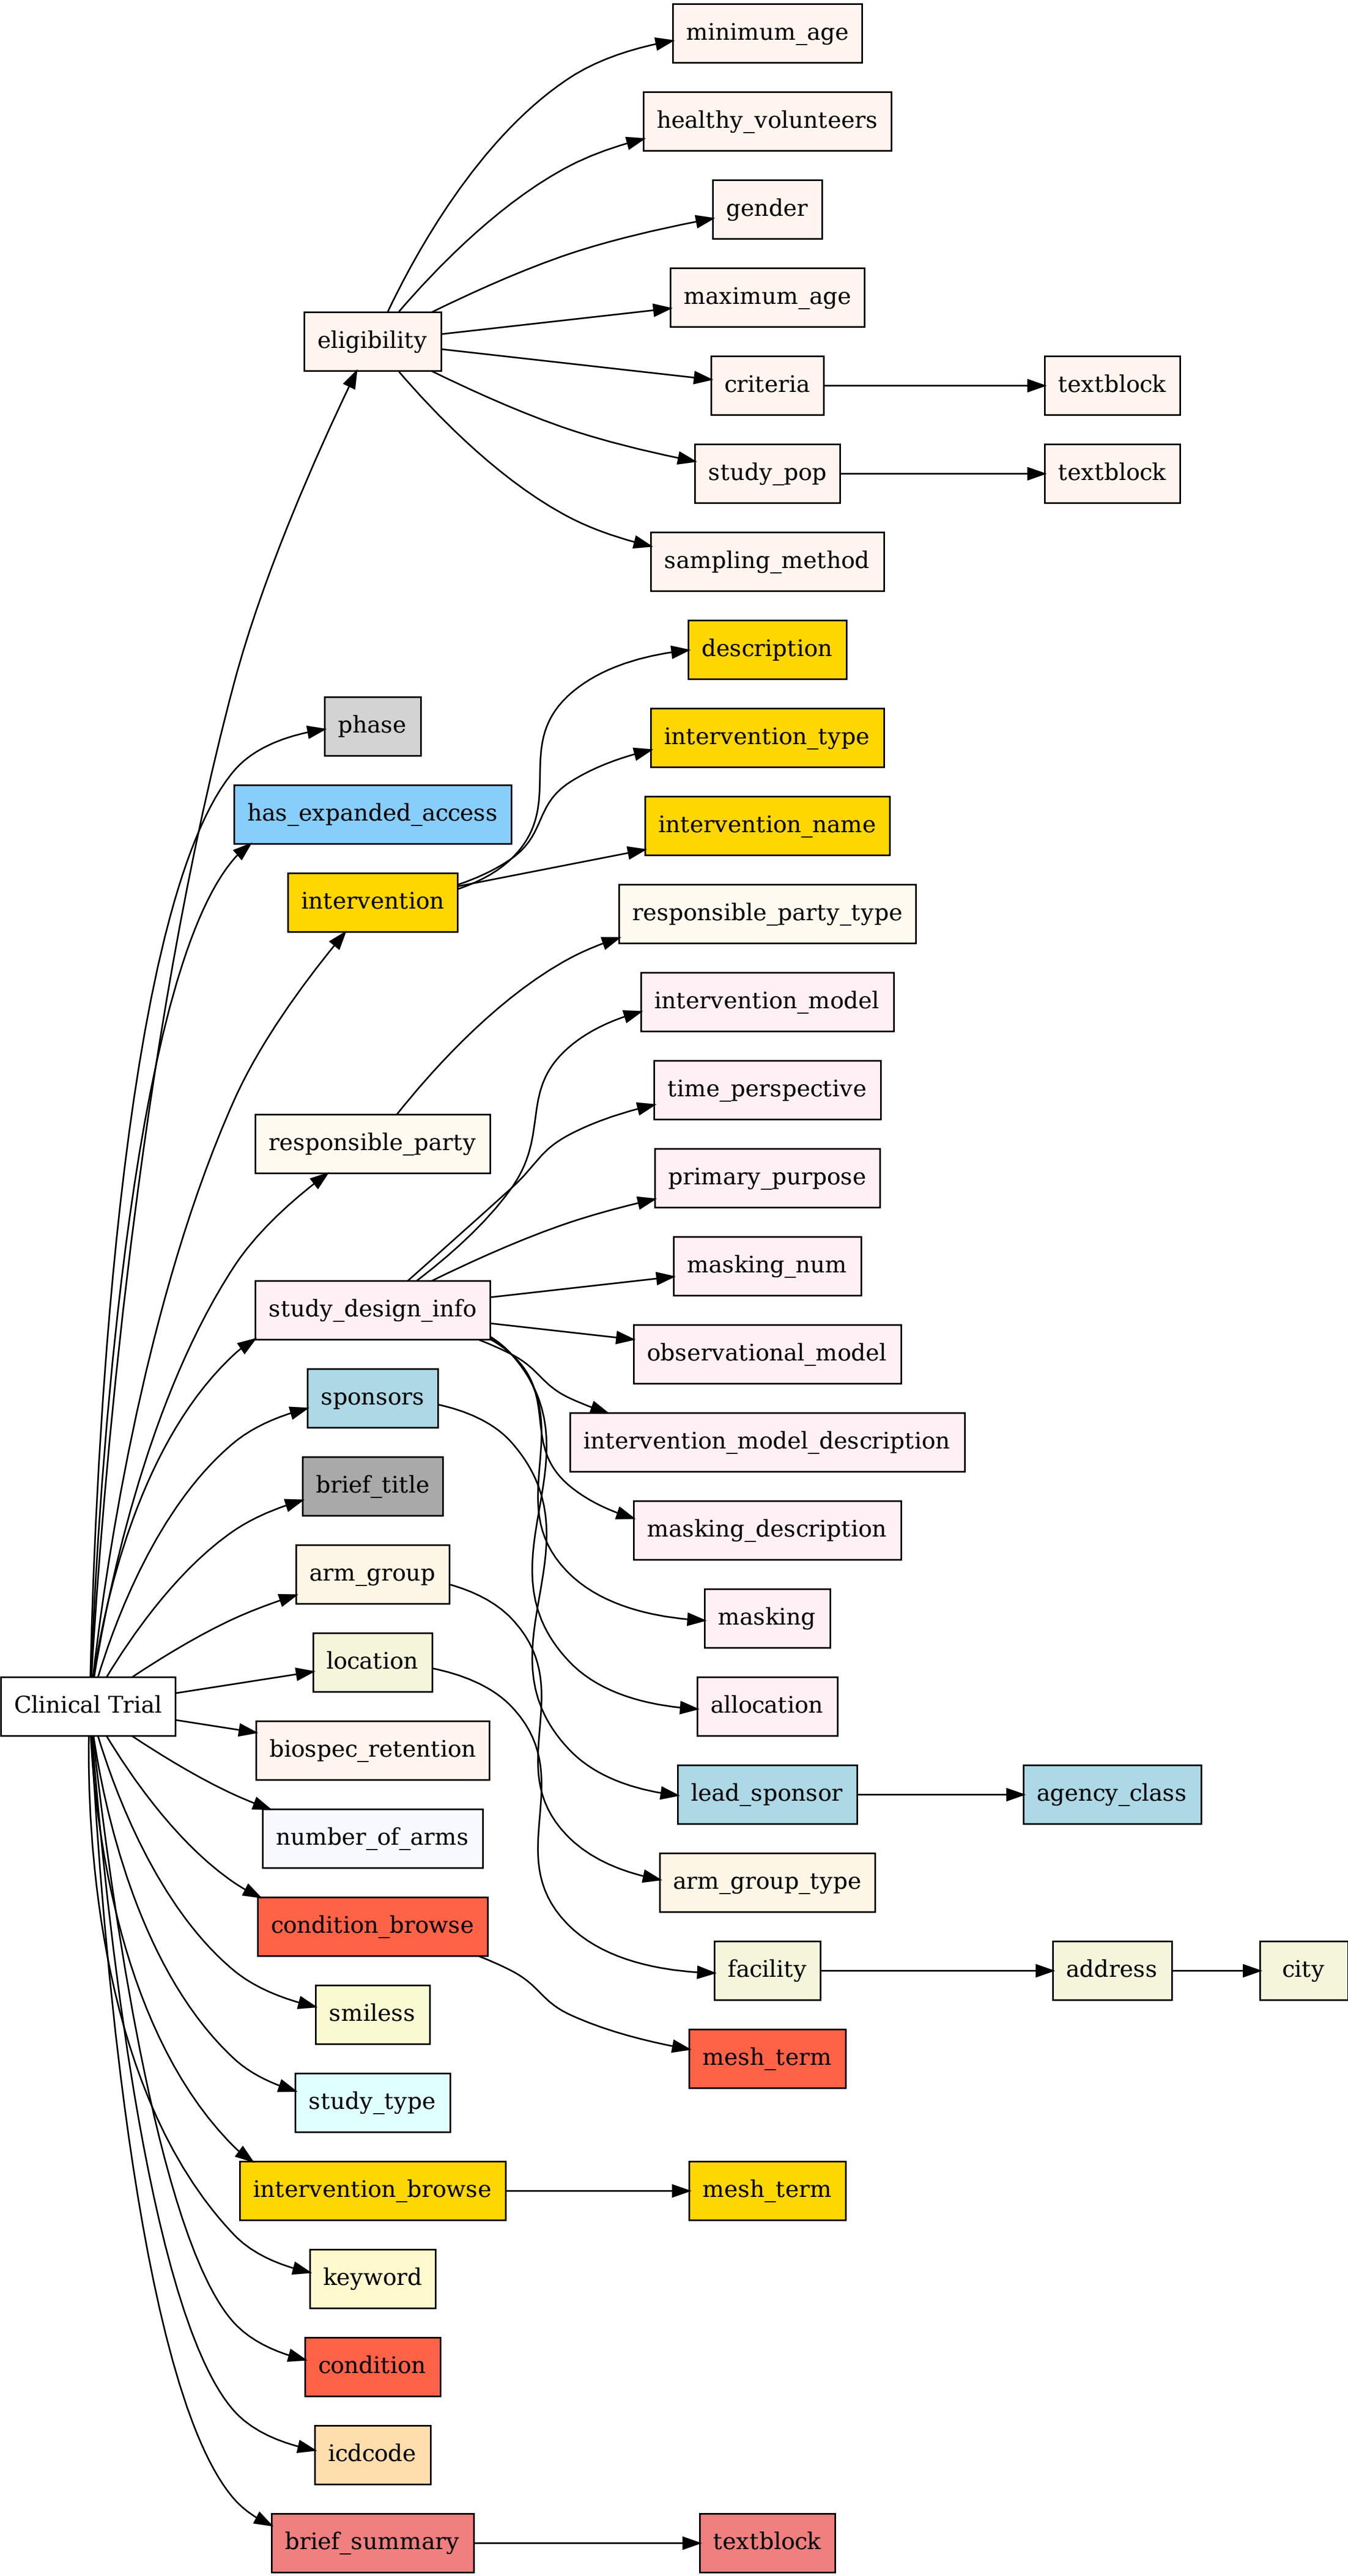 minimum_age
healthy_volunteers
gender
maximum_age
eligibility
criteria
textblock
study_pop
textblock
sampling_method
description
phase
intervention_type
has_expanded_access
intervention_name
intervention
responsible_party_type
intervention_model
time_perspective
responsible_party
primary_purpose
masking_num
study_design_info
observational_model
sponsors
intervention_model_description
brief_title
masking_description
arm_group
masking
location
Clinical Trial
allocation
biospec_retention
lead_sponsor
agency_class
number_of_arms
arm_group_type
condition_browse
facility
address
city
smiless
mesh_term
study_type
intervention_browse
mesh_term
keyword
condition
icdcode
brief_summary
textblock